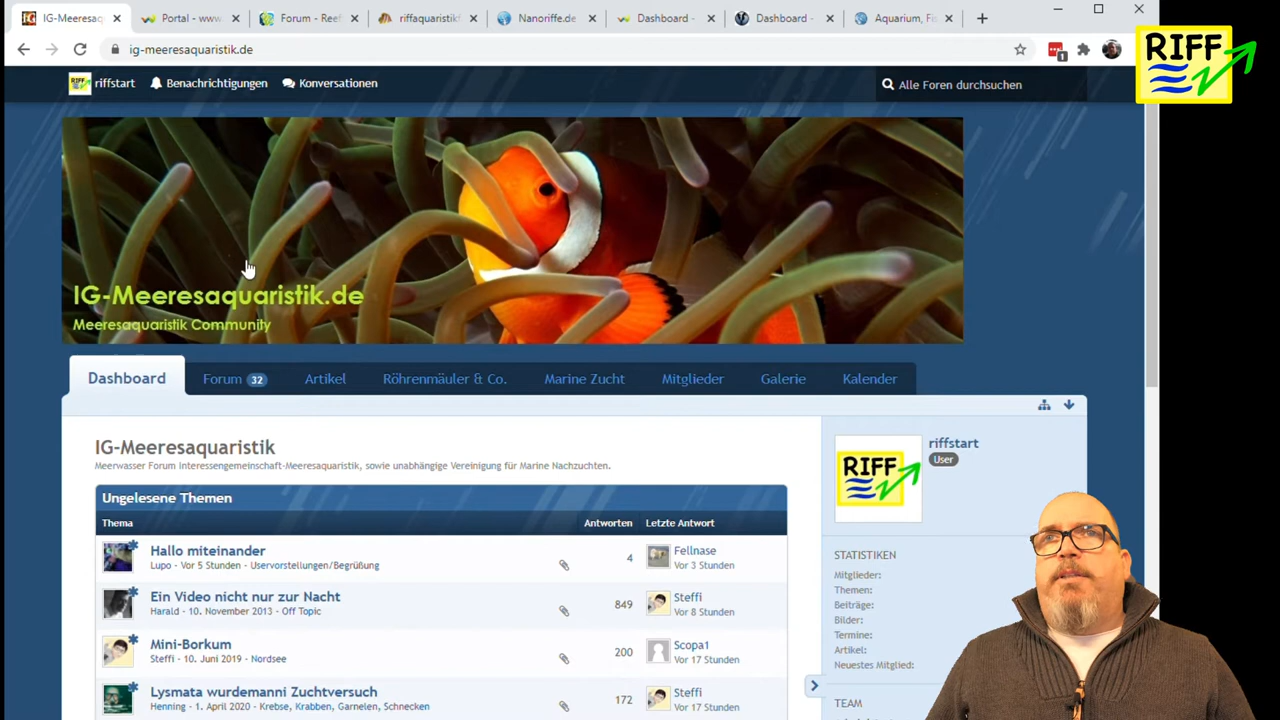 IG-Meeresaq
Portal - www
Forum - Reef
riffaquaristikf
Nanoriffe.de
Dashboard -
Dashboard -
Aquarium, Fis
ig-meeresaquaristik.de
1
RIFF
riffstart
Benachrichtigungen
Konversationen
Alle Foren durchsuchen
IG-Meeresaquaristik.de
Meeresaquaristik Community
Dashboard
Forum 32
Artikel
Röhrenmäuler & Co.
Marine Zucht
Mitglieder
Galerie
Kalender
IG-Meeresaquaristik
Meerwasser Forum Interessengemeinschaft-Meeresaquaristik, sowie unabhängige Vereinigung für Marine Nachzuchten.
Ungelesene Themen
Thema Antworten Letzte Antwort
Hallo miteinander
Lupo - Vor 5 Stunden - Uservorstellungen/Begrüßung
4
Fellnase
Vor 3 Stunden
Ein Video nicht nur zur Nacht
Harald - 10. November 2013 - Off Topic
849
Steffi
Vor 8 Stunden
Mini-Borkum
Steffi - 10. Juni 2019 - Nordsee
200
Scopa1
Vor 17 Stunden
Lysmata wurdemanni Zuchtversuch
Henning - 1. April 2020 - Krebse, Krabben, Garnelen, Schnecken
172
Steffi
Vor 17 Stunden
RIFF
riffstart
User
STATISTIKEN
Mitglieder:
Themen:
Beiträge:
Bilder:
Termine:
Artikel:
Neuestes Mitglied:
TEAM